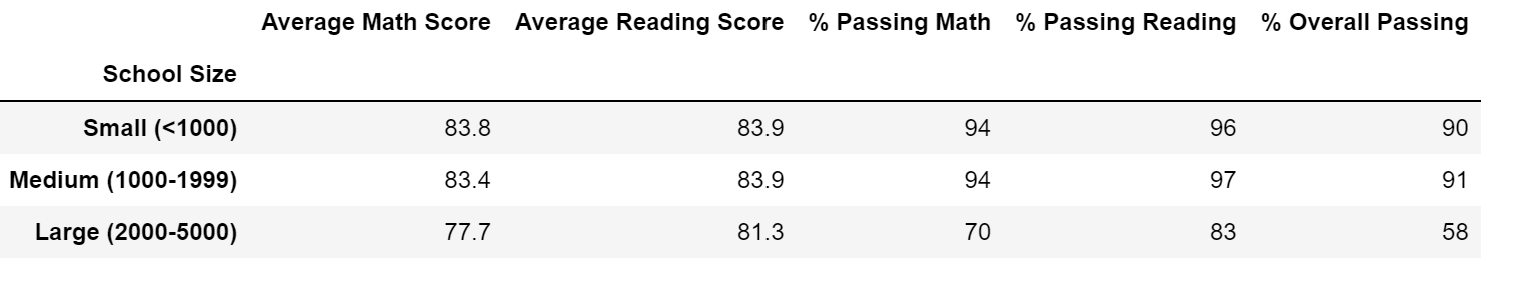 Average Math Score Average Reading Score % Passing Math % Passing Reading % Overall Passing
School Size
Small (<1000) 83.8 83.9 94 96 90
Medium (1000-1999) 83.4 83.9 94 97 91
Large (2000-5000) 77.7 81.3 70 83 58